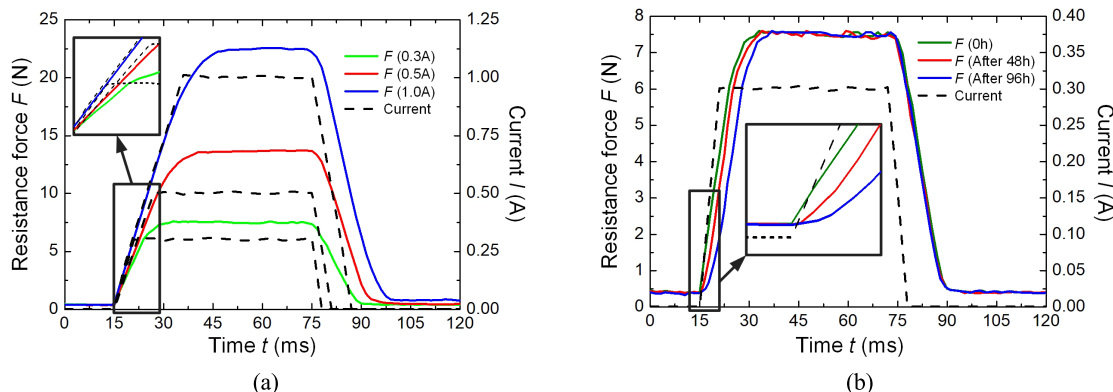 25
20
15
10
5
0
Resistance force F (N)
0 15 30 45 60 75 90 105 120
Time t (ms)
1.25
1.00
0.75
0.50
0.25
0.00
Current I (A)
F (0.3A)
F (0.5A)
F (1.0A)
Current
(a)
8
7
6
5
4
3
2
1
0
Resistance force F (N)
0 15 30 45 60 75 90 105 120
Time t (ms)
0.40
0.35
0.30
0.25
0.20
0.15
0.10
0.05
0.00
Current I (A)
F (0h)
F (After 48h)
F (After 96h)
Current
(b)